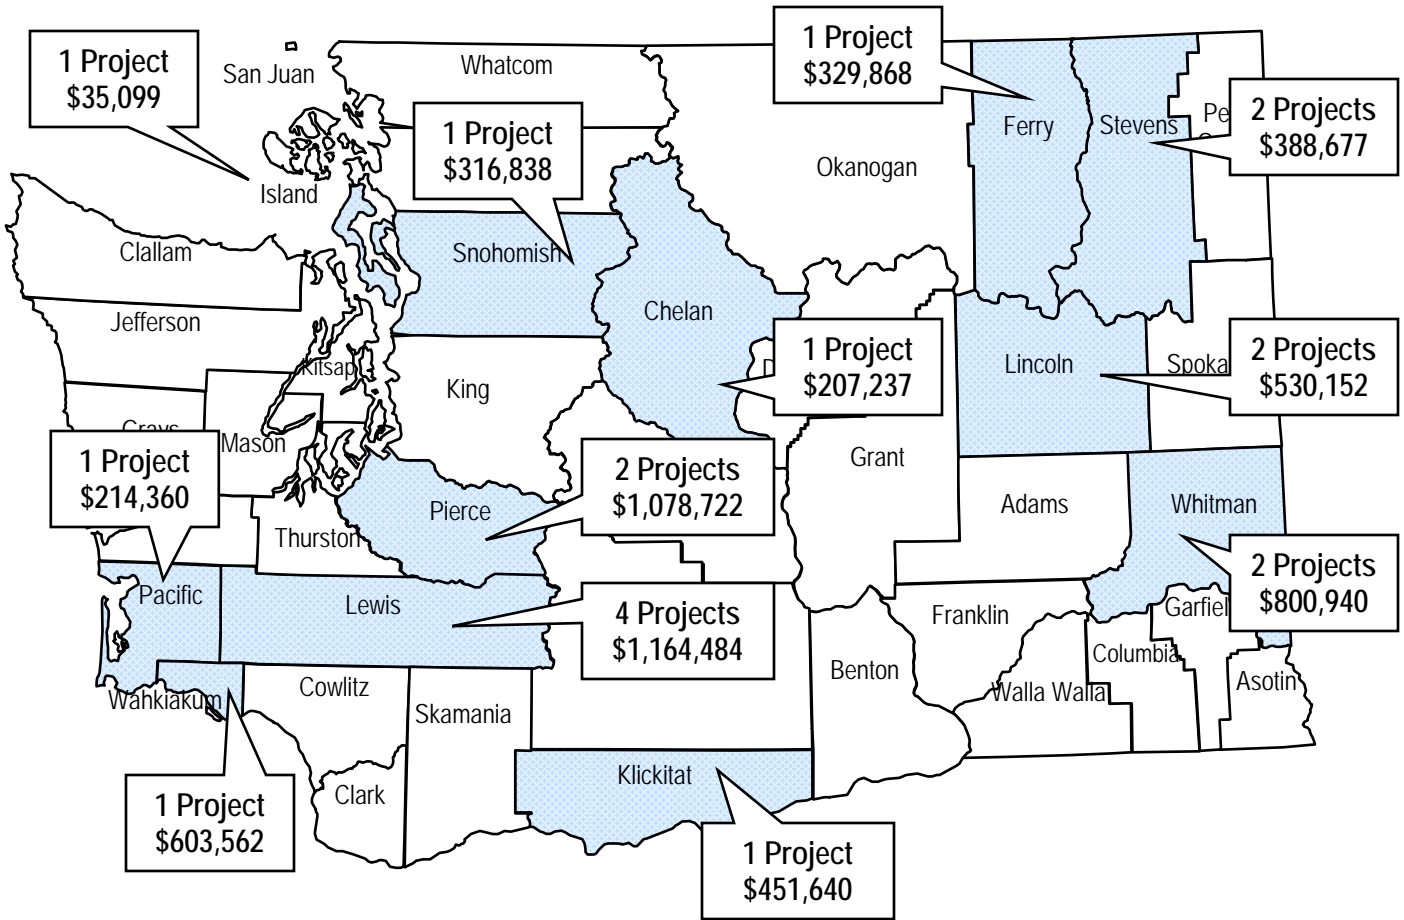 1 Project
$35,099
San Juan
Whatcom
1 Project
$329,868
1 Project
$316,838
Ferry
Stevens
Pe
2 Projects
$388,677
Okanogan
Island
Clallam
Snohomish
Chelan
Jefferson
Kitsap
King
1 Project
$207,237
Lincoln
Spoka
2 Projects
$530,152
Grays
Mason
1 Project
$214,360
Grant
2 Projects
$1,078,722
Pierce
Thurston
Adams
Whitman
2 Projects
$800,940
Pacific
Lewis
4 Projects
$1,164,484
Franklin
Garfiel
Columbia
Benton
Walla Walla
Asotin
Wahkiakum
Cowlitz
Skamania
Klickitat
Clark
1 Project
$603,562
1 Project
$451,640